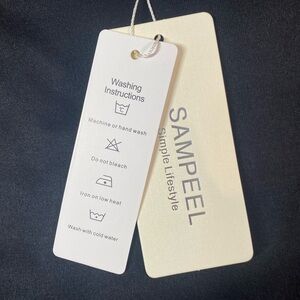 Washing
Instructions
°C
Machine or hand wash
Do not bleach
Iron on low heat
Wash with cold water
SAMPEEL
Simple Lifestyle